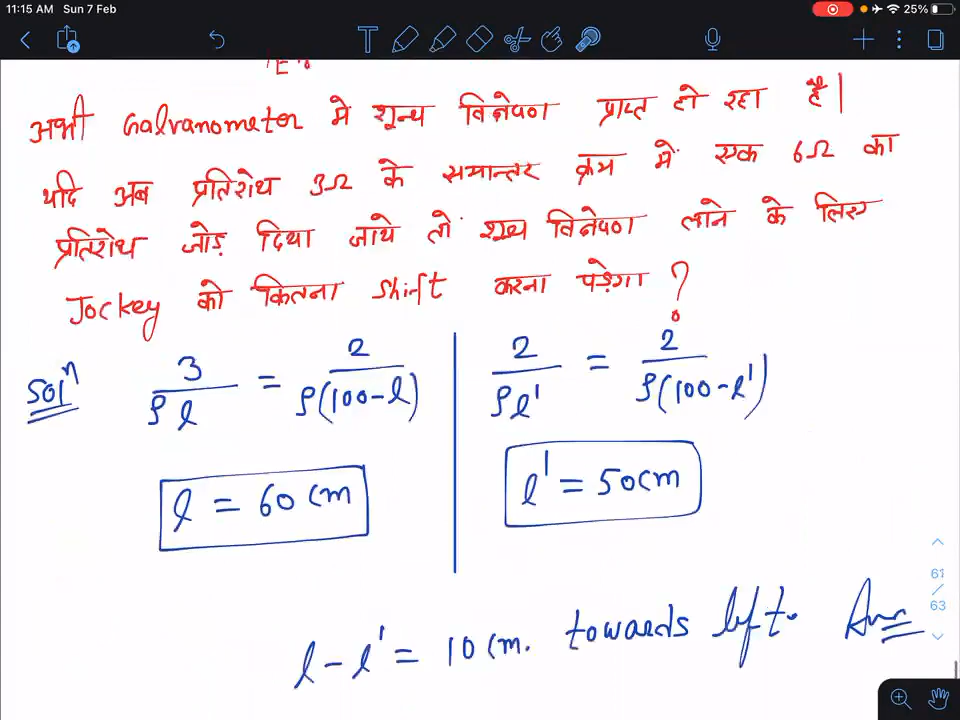 11:15 AM Sun 7 Feb
25%
अभी Galvanometer में शून्य विक्षेपण प्राप्त हो रहा है।
यदि अब प्रतिरोध 3Ω के समान्तर क्रम में एक 6Ω का
प्रतिरोध जोड़ दिया जाये तो शून्य विक्षेपण लाने के लिए
Jockey को कितना Shift करना पड़ेगा ?
Solⁿ 3/ρl = 2/ρ(100-l)
l = 60 cm
2/ρl' = 2/ρ(100-l')
l' = 50cm
l - l' = 10 cm. towards left. Ans
61
/
63